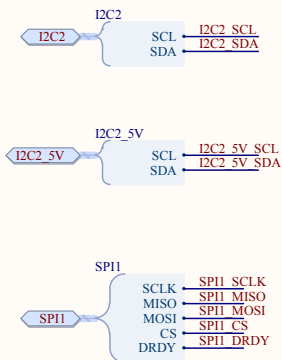 I2C2
I2C2
SCL I2C2_SCL
SDA I2C2_SDA
I2C2_5V
I2C2_5V
SCL I2C2_5V_SCL
SDA I2C2_5V_SDA
SPI1
SPI1
SCLK SPI1_SCLK
MISO SPI1_MISO
MOSI SPI1_MOSI
CS SPI1_CS
DRDY SPI1_DRDY